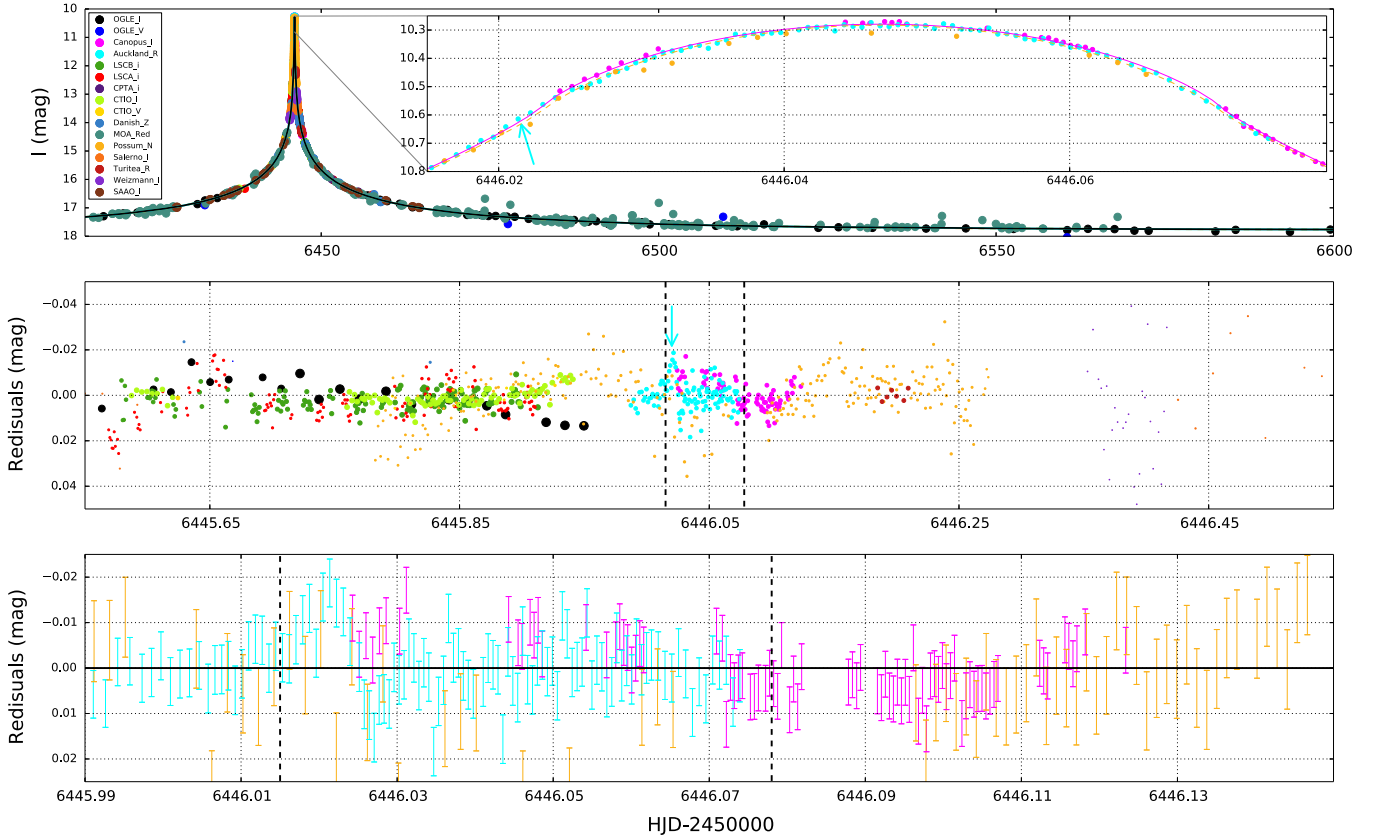 I (mag)
10
11
12
13
14
15
16
17
18
OGLE_I
OGLE_V
Canopus_I
Auckland_R
LSCB_i
LSCA_i
CPTA_i
CTIO_I
CTIO_V
Danish_Z
MOA_Red
Possum_N
Salerno_I
Turitea_R
Weizmann_I
SAAO_I
10.3
10.4
10.5
10.6
10.7
10.8
6446.02 6446.04 6446.06
6450 6500 6550 6600
Redisuals (mag)
−0.04
−0.02
0.00
0.02
0.04
6445.65 6445.85 6446.05 6446.25 6446.45
Redisuals (mag)
−0.02
−0.01
0.00
0.01
0.02
6445.99 6446.01 6446.03 6446.05 6446.07 6446.09 6446.11 6446.13
HJD-2450000